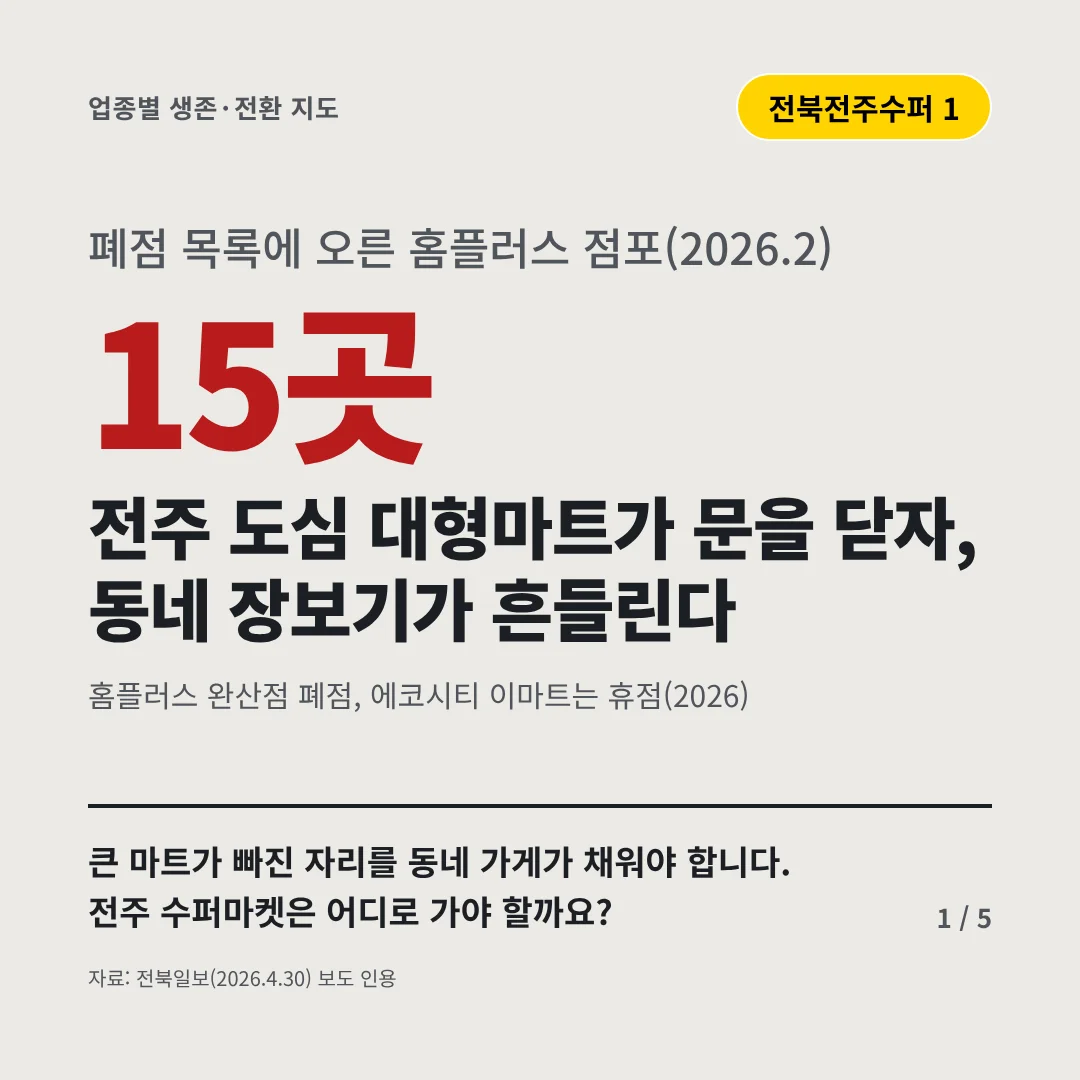 업종별 생존·전환 지도
전북전주수퍼 1
폐점 목록에 오른 홈플러스 점포(2026.2)
15곳
전주 도심 대형마트가 문을 닫자,
동네 장보기가 흔들린다
홈플러스 완산점 폐점, 에코시티 이마트는 휴점(2026)
큰 마트가 빠진 자리를 동네 가게가 채워야 합니다.
전주 수퍼마켓은 어디로 가야 할까요?
1 / 5
자료: 전북일보(2026.4.30) 보도 인용